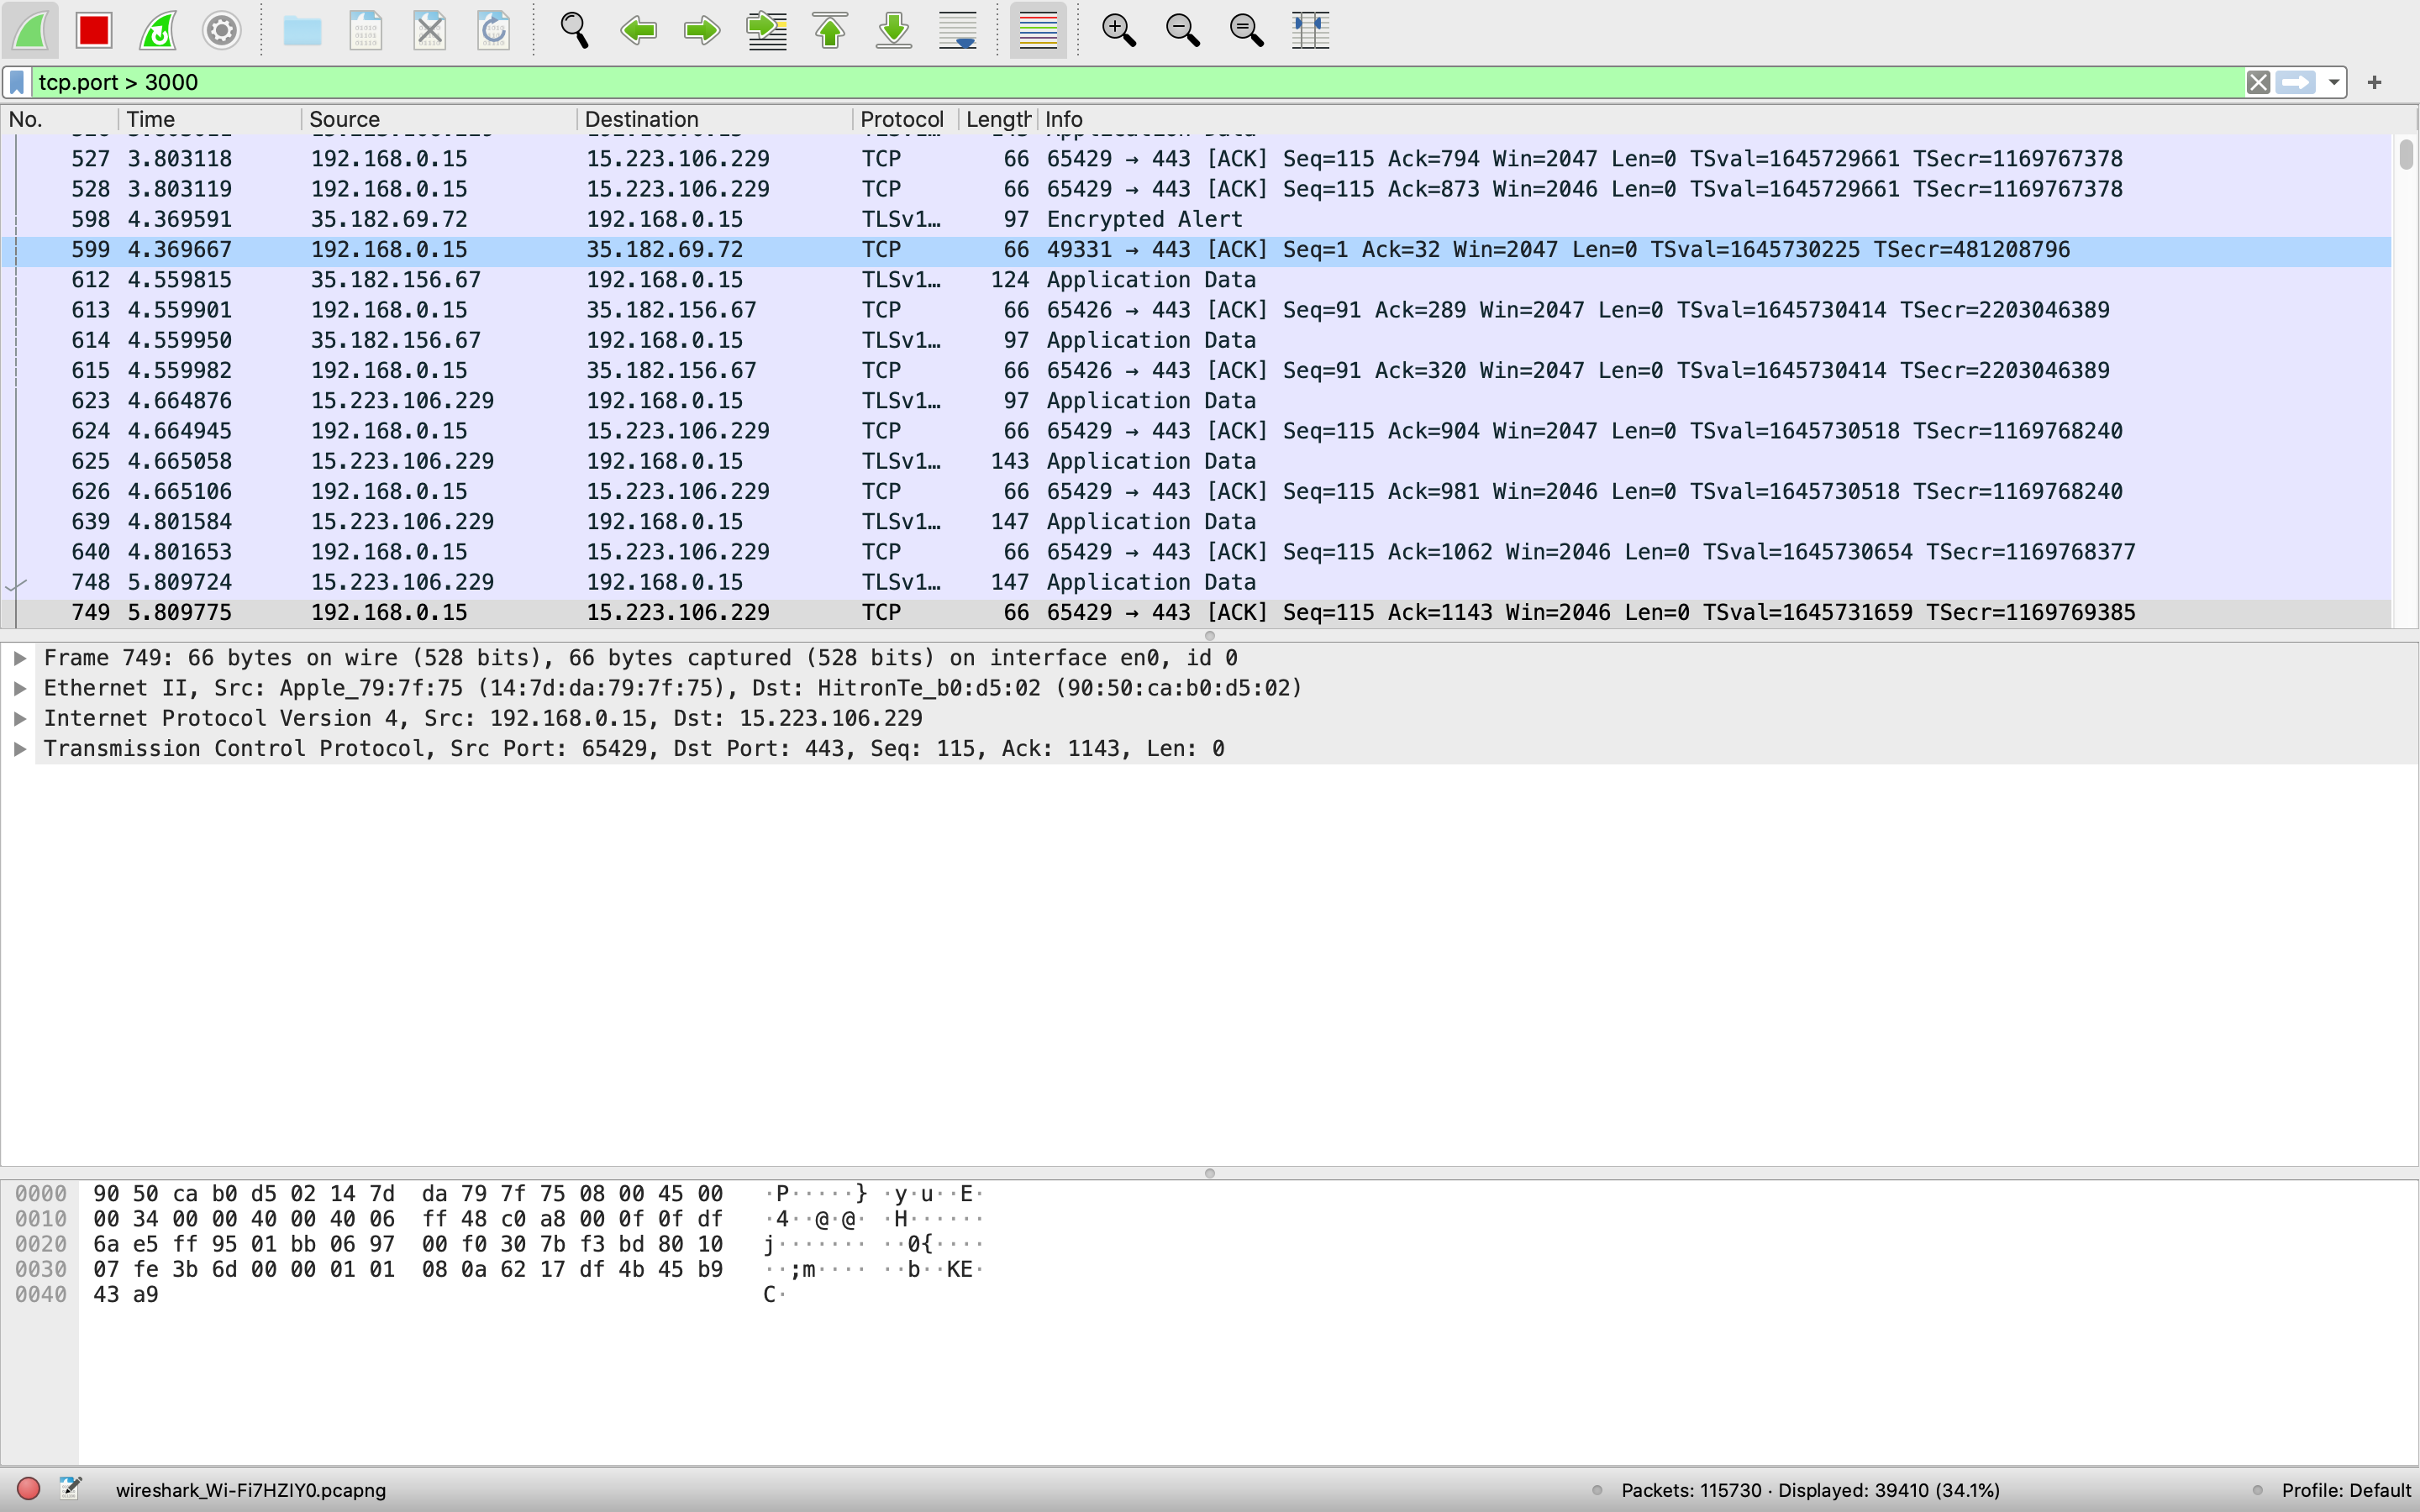 tcp.port > 3000
No. Time Source Destination Protocol Length Info
527 3.803118 192.168.0.15 15.223.106.229 TCP 66 65429 → 443 [ACK] Seq=115 Ack=794 Win=2047 Len=0 TSval=1645729661 TSecr=1169767378
528 3.803119 192.168.0.15 15.223.106.229 TCP 66 65429 → 443 [ACK] Seq=115 Ack=873 Win=2046 Len=0 TSval=1645729661 TSecr=1169767378
598 4.369591 35.182.69.72 192.168.0.15 TLSv1… 97 Encrypted Alert
599 4.369667 192.168.0.15 35.182.69.72 TCP 66 49331 → 443 [ACK] Seq=1 Ack=32 Win=2047 Len=0 TSval=1645730225 TSecr=481208796
612 4.559815 35.182.156.67 192.168.0.15 TLSv1… 124 Application Data
613 4.559901 192.168.0.15 35.182.156.67 TCP 66 65426 → 443 [ACK] Seq=91 Ack=289 Win=2047 Len=0 TSval=1645730414 TSecr=2203046389
614 4.559950 35.182.156.67 192.168.0.15 TLSv1… 97 Application Data
615 4.559982 192.168.0.15 35.182.156.67 TCP 66 65426 → 443 [ACK] Seq=91 Ack=320 Win=2047 Len=0 TSval=1645730414 TSecr=2203046389
623 4.664876 15.223.106.229 192.168.0.15 TLSv1… 97 Application Data
624 4.664945 192.168.0.15 15.223.106.229 TCP 66 65429 → 443 [ACK] Seq=115 Ack=904 Win=2047 Len=0 TSval=1645730518 TSecr=1169768240
625 4.665058 15.223.106.229 192.168.0.15 TLSv1… 143 Application Data
626 4.665106 192.168.0.15 15.223.106.229 TCP 66 65429 → 443 [ACK] Seq=115 Ack=981 Win=2046 Len=0 TSval=1645730518 TSecr=1169768240
639 4.801584 15.223.106.229 192.168.0.15 TLSv1… 147 Application Data
640 4.801653 192.168.0.15 15.223.106.229 TCP 66 65429 → 443 [ACK] Seq=115 Ack=1062 Win=2046 Len=0 TSval=1645730654 TSecr=1169768377
748 5.809724 15.223.106.229 192.168.0.15 TLSv1… 147 Application Data
749 5.809775 192.168.0.15 15.223.106.229 TCP 66 65429 → 443 [ACK] Seq=115 Ack=1143 Win=2046 Len=0 TSval=1645731659 TSecr=1169769385
Frame 749: 66 bytes on wire (528 bits), 66 bytes captured (528 bits) on interface en0, id 0
Ethernet II, Src: Apple_79:7f:75 (14:7d:da:79:7f:75), Dst: HitronTe_b0:d5:02 (90:50:ca:b0:d5:02)
Internet Protocol Version 4, Src: 192.168.0.15, Dst: 15.223.106.229
Transmission Control Protocol, Src Port: 65429, Dst Port: 443, Seq: 115, Ack: 1143, Len: 0
0000 90 50 ca b0 d5 02 14 7d da 79 7f 75 08 00 45 00 ·P·····} ·y·u··E·
0010 00 34 00 00 40 00 40 06 ff 48 c0 a8 00 0f 0f df ·4··@·@· ·H······
0020 6a e5 ff 95 01 bb 06 97 00 f0 30 7b f3 bd 80 10 j······· ··0{····
0030 07 fe 3b 6d 00 00 01 01 08 0a 62 17 df 4b 45 b9 ··;m···· ··b··KE·
0040 43 a9 C·
wireshark_Wi-Fi7HZIY0.pcapng Packets: 115730 · Displayed: 39410 (34.1%) Profile: Default